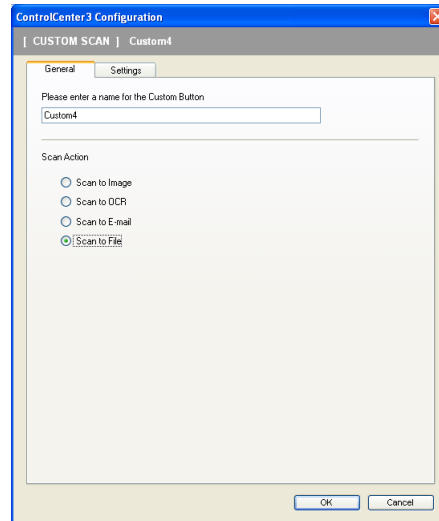 ControlCenter3 Configuration
[ CUSTOM SCAN ] Custom4
General Settings
Please enter a name for the Custom Button
Custom4
Scan Action
Scan to Image
Scan to OCR
Scan to E-mail
Scan to File
OK Cancel